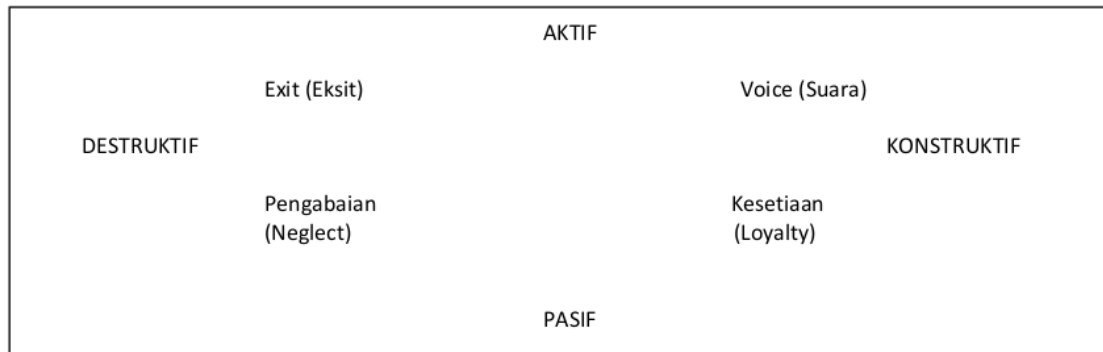 AKTIF
Exit (Eksit) Voice (Suara)
DESTRUKTIF KONSTRUKTIF
Pengabaian Kesetiaan
(Neglect) (Loyalty)
PASIF